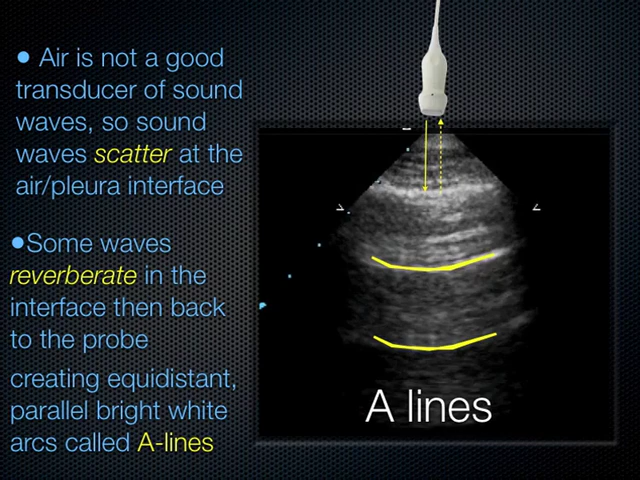 ● Air is not a good
transducer of sound
waves, so sound
waves scatter at the
air/pleura interface
●Some waves
reverberate in the
interface then back
to the probe
creating equidistant,
parallel bright white
arcs called A-lines
A lines